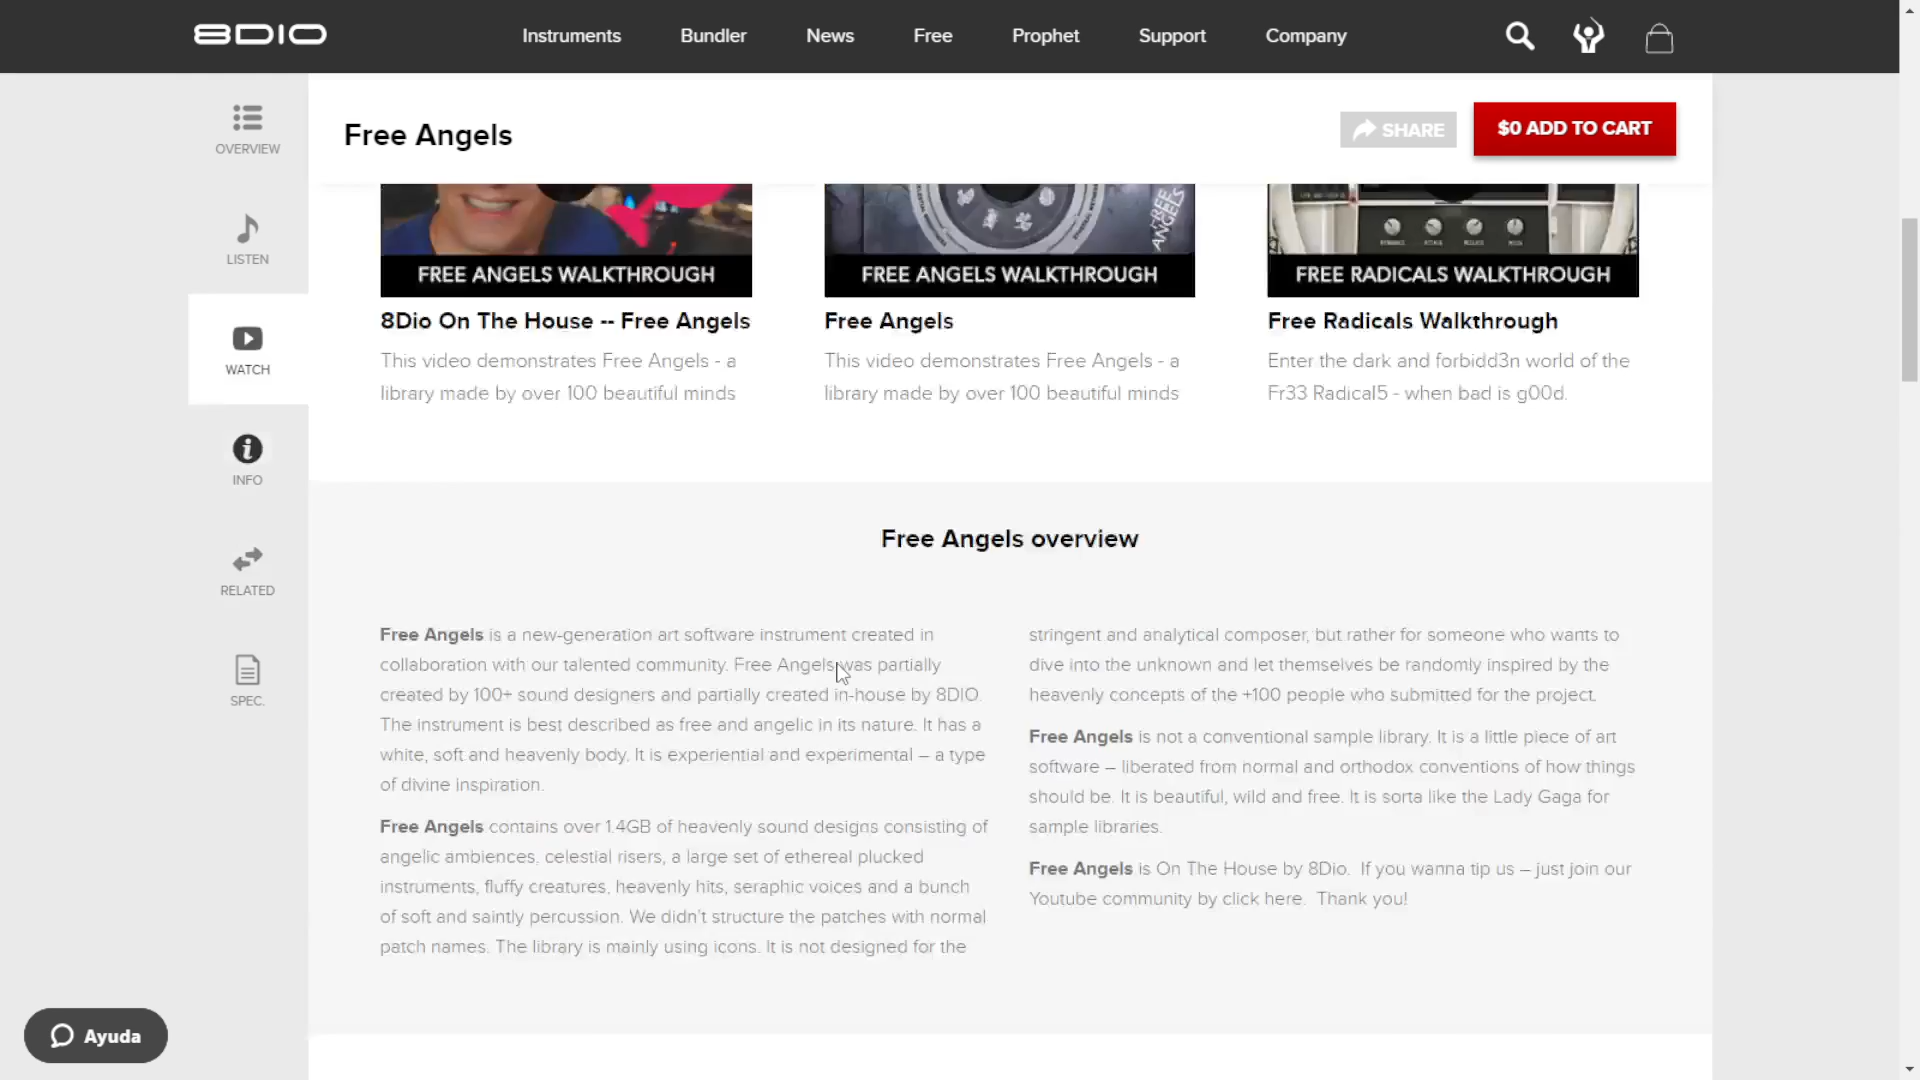 8DIO
Instruments
Bundler
News
Free
Prophet
Support
Company
OVERVIEW
LISTEN
WATCH
INFO
RELATED
SPEC.
Free Angels
SHARE
$0 ADD TO CART
FREE ANGELS
FREE ANGELS WALKTHROUGH
FREE ANGELS WALKTHROUGH
FREE RADICALS WALKTHROUGH
8Dio On The House -- Free Angels
This video demonstrates Free Angels - a
library made by over 100 beautiful minds
Free Angels
This video demonstrates Free Angels - a
library made by over 100 beautiful minds
Free Radicals Walkthrough
Enter the dark and forbidd3n world of the
Fr33 Radical5 - when bad is g00d.
Free Angels overview
Free Angels is a new-generation art software instrument created in
collaboration with our talented community. Free Angels was partially
created by 100+ sound designers and partially created in-house by 8DIO.
The instrument is best described as free and angelic in its nature. It has a
white, soft and heavenly body. It is experiential and experimental – a type
of divine inspiration.
Free Angels contains over 1.4GB of heavenly sound designs consisting of
angelic ambiences, celestial risers, a large set of ethereal plucked
instruments, fluffy creatures, heavenly hits, seraphic voices and a bunch
of soft and saintly percussion. We didn't structure the patches with normal
patch names. The library is mainly using icons. It is not designed for the
stringent and analytical composer, but rather for someone who wants to
dive into the unknown and let themselves be randomly inspired by the
heavenly concepts of the +100 people who submitted for the project.
Free Angels is not a conventional sample library. It is a little piece of art
software – liberated from normal and orthodox conventions of how things
should be. It is beautiful, wild and free. It is sorta like the Lady Gaga for
sample libraries.
Free Angels is On The House by 8Dio. If you wanna tip us – just join our
Youtube community by click here. Thank you!
Ayuda